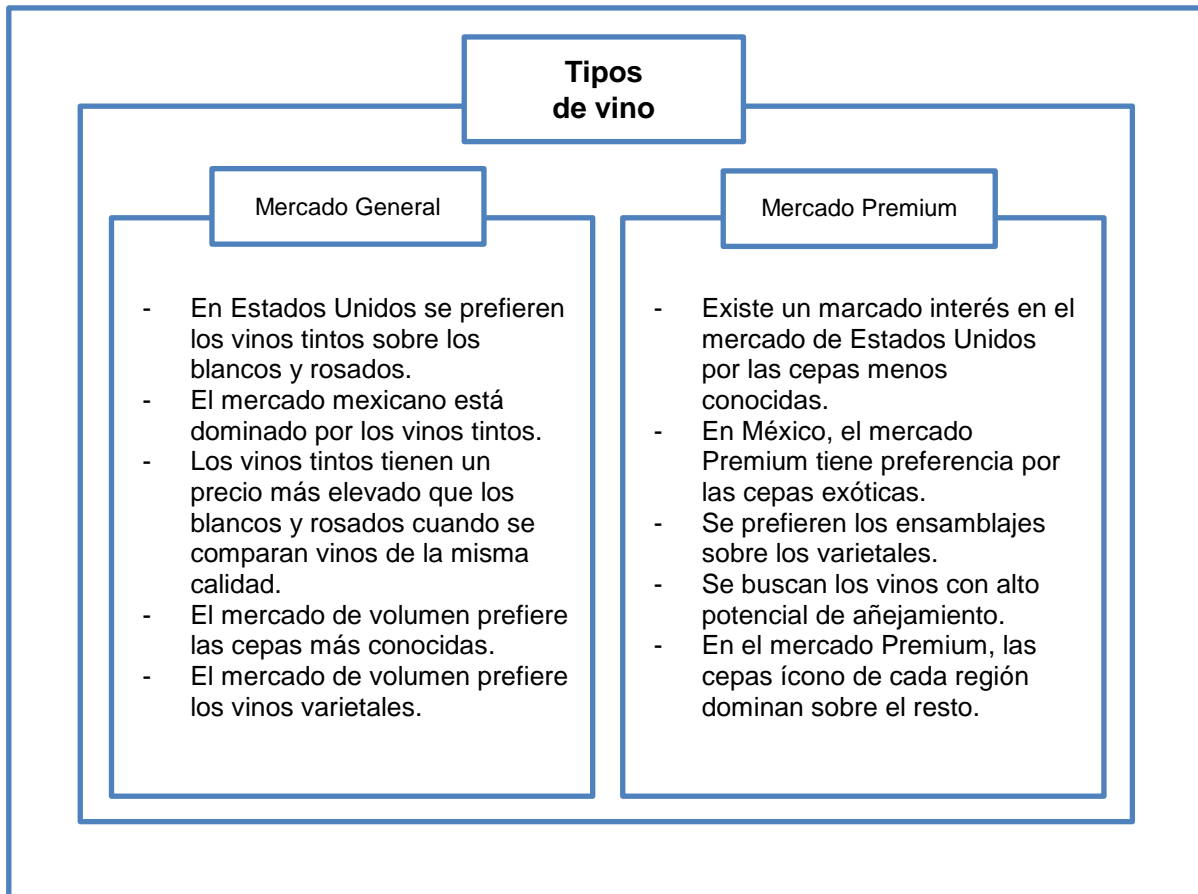 Tipos
de vino
Mercado General
- En Estados Unidos se prefieren
los vinos tintos sobre los
blancos y rosados.
- El mercado mexicano está
dominado por los vinos tintos.
- Los vinos tintos tienen un
precio más elevado que los
blancos y rosados cuando se
comparan vinos de la misma
calidad.
- El mercado de volumen prefiere
las cepas más conocidas.
- El mercado de volumen prefiere
los vinos varietales.
Mercado Premium
- Existe un marcado interés en el
mercado de Estados Unidos
por las cepas menos
conocidas.
- En México, el mercado
Premium tiene preferencia por
las cepas exóticas.
- Se prefieren los ensamblajes
sobre los varietales.
- Se buscan los vinos con alto
potencial de añejamiento.
- En el mercado Premium, las
cepas ícono de cada región
dominan sobre el resto.